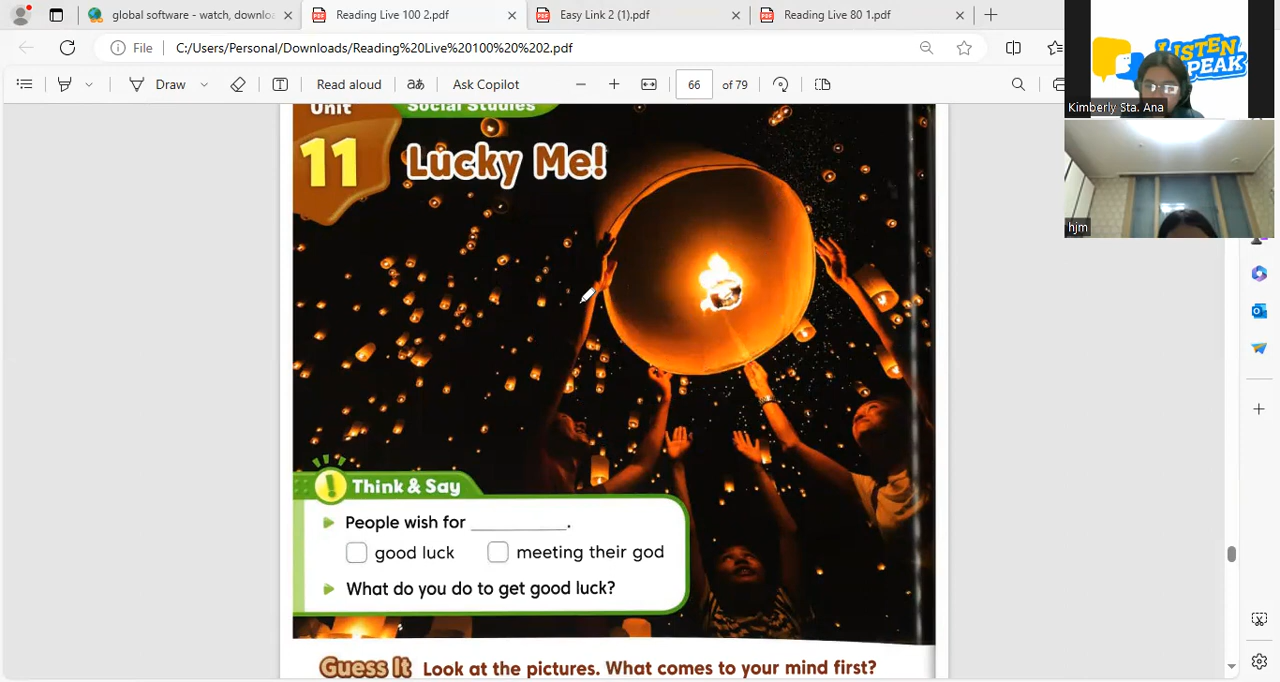 global software - watch, downloa
Reading Live 100 2.pdf
Easy Link 2 (1).pdf
Reading Live 80 1.pdf
File
C:/Users/Personal/Downloads/Reading%20Live%20100%20%202.pdf
Draw
Read aloud
aあ
Ask Copilot
66
of 79
LISTEN
SPEAK
Kimberly Sta. Ana
hjm
Unit
Social Studies
11
Lucky Me!
Think & Say
People wish for ___________.
good luck
meeting their god
What do you do to get good luck?
Guess It Look at the pictures. What comes to your mind first?